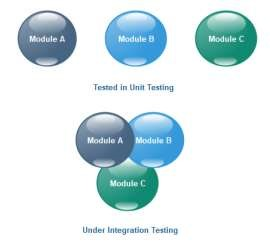 Module A Module B Module C
Tested in Unit Testing
Module A Module B
Module C
Under Integration Testing